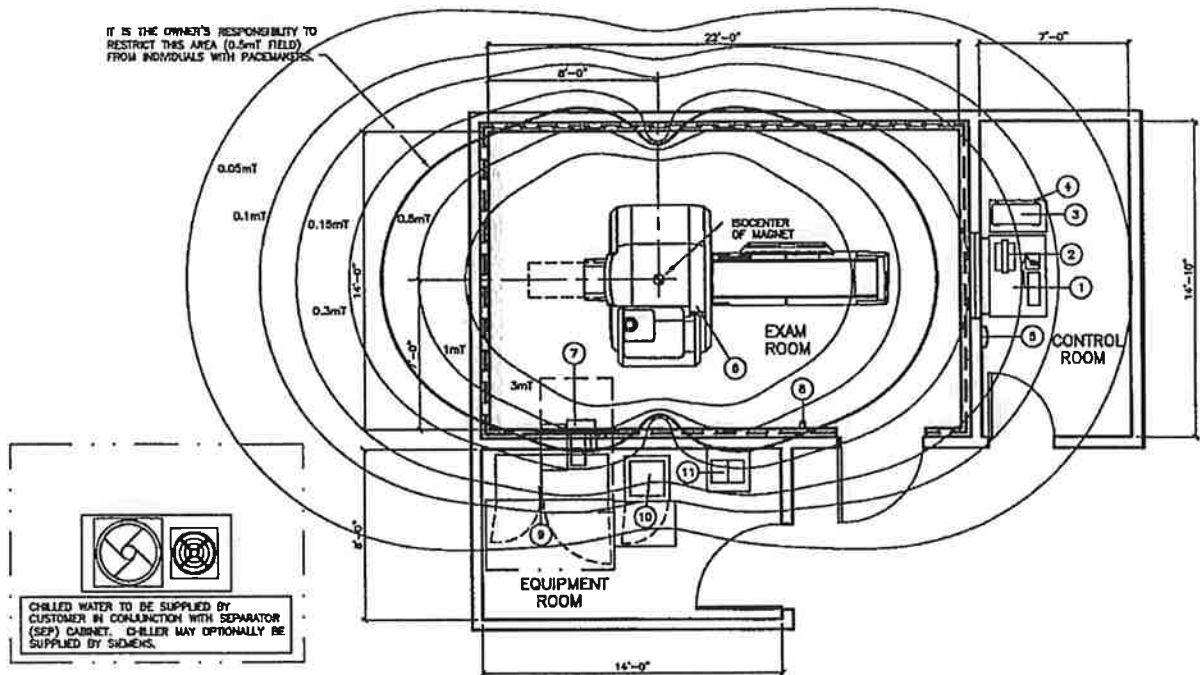 IT IS THE OWNER'S RESPONSIBILITY TO
RESTRICT THIS AREA (0.5mT FIELD)
FROM INDIVIDUALS WITH PACEMAKERS.
22'-0"
7'-0"
8'-0"
0.05mT
0.1mT
0.15mT
0.5mT
0.3mT
1mT
3mT
14'-0"
7'-0"
ISOCENTER
OF MAGNET
EXAM
ROOM
4
3
2
1
5
CONTROL
ROOM
14'-10"
6
7
8
11
10
9
8'-0"
EQUIPMENT
ROOM
14'-0"
CHILLED WATER TO BE SUPPLIED BY
CUSTOMER IN CONJUNCTION WITH SEPARATOR
(SEP) CABINET. CHILLER MAY OPTIONALLY BE
SUPPLIED BY SIEMENS.